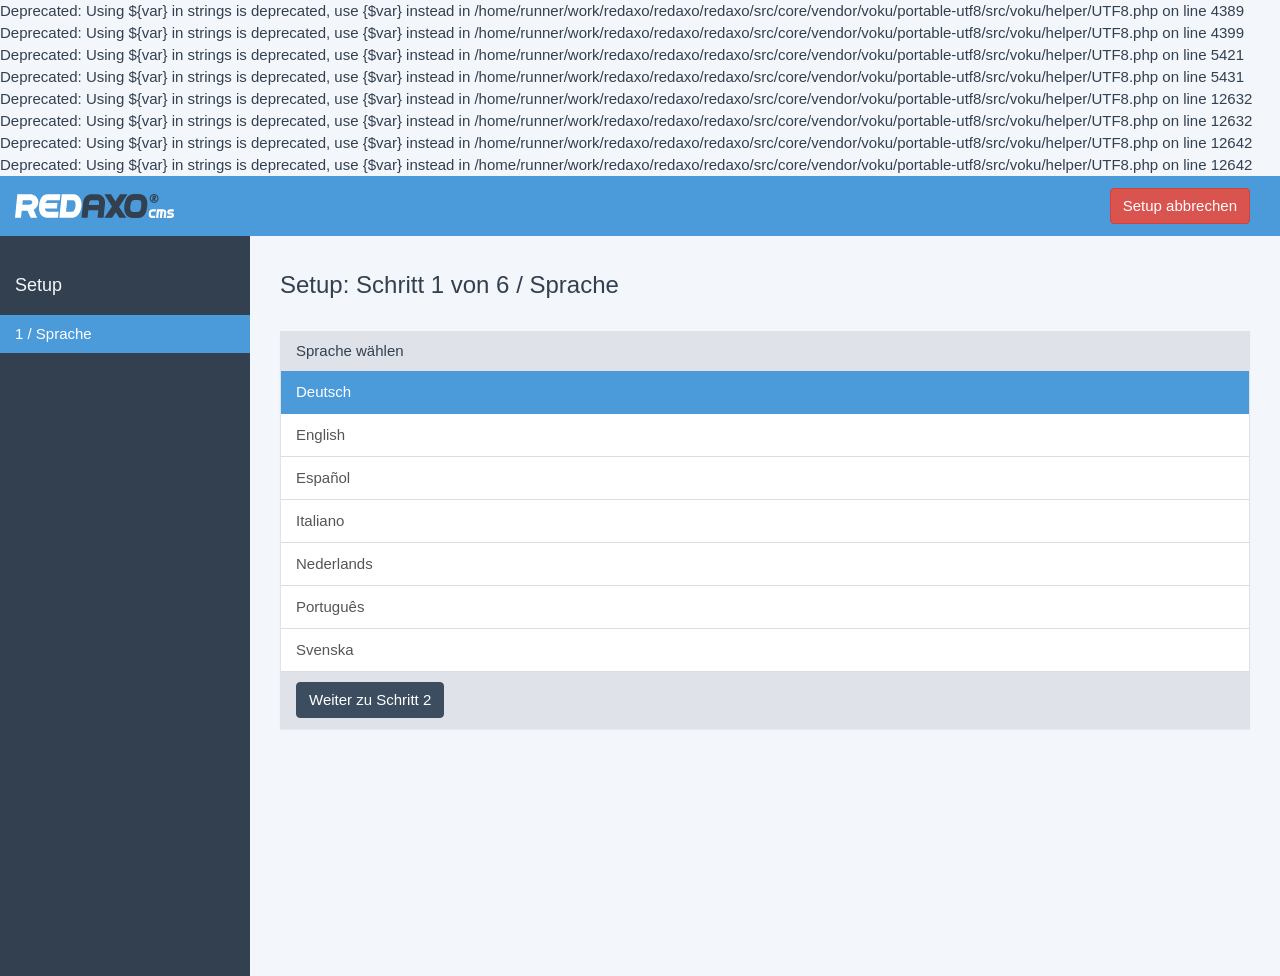 Deprecated: Using ${var} in strings is deprecated, use {$var} instead in /home/runner/work/redaxo/redaxo/redaxo/src/core/vendor/voku/portable-utf8/src/voku/helper/UTF8.php on line 4389
Deprecated: Using ${var} in strings is deprecated, use {$var} instead in /home/runner/work/redaxo/redaxo/redaxo/src/core/vendor/voku/portable-utf8/src/voku/helper/UTF8.php on line 4399
Deprecated: Using ${var} in strings is deprecated, use {$var} instead in /home/runner/work/redaxo/redaxo/redaxo/src/core/vendor/voku/portable-utf8/src/voku/helper/UTF8.php on line 5421
Deprecated: Using ${var} in strings is deprecated, use {$var} instead in /home/runner/work/redaxo/redaxo/redaxo/src/core/vendor/voku/portable-utf8/src/voku/helper/UTF8.php on line 5431
Deprecated: Using ${var} in strings is deprecated, use {$var} instead in /home/runner/work/redaxo/redaxo/redaxo/src/core/vendor/voku/portable-utf8/src/voku/helper/UTF8.php on line 12632
Deprecated: Using ${var} in strings is deprecated, use {$var} instead in /home/runner/work/redaxo/redaxo/redaxo/src/core/vendor/voku/portable-utf8/src/voku/helper/UTF8.php on line 12632
Deprecated: Using ${var} in strings is deprecated, use {$var} instead in /home/runner/work/redaxo/redaxo/redaxo/src/core/vendor/voku/portable-utf8/src/voku/helper/UTF8.php on line 12642
Deprecated: Using ${var} in strings is deprecated, use {$var} instead in /home/runner/work/redaxo/redaxo/redaxo/src/core/vendor/voku/portable-utf8/src/voku/helper/UTF8.php on line 12642
REDAXO® cms
Setup abbrechen
Setup
1 / Sprache
Setup: Schritt 1 von 6 / Sprache
Sprache wählen
Deutsch
English
Español
Italiano
Nederlands
Português
Svenska
Weiter zu Schritt 2